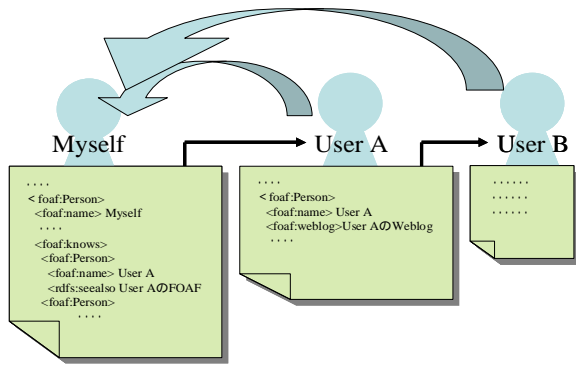 Myself
User A
User B
....
< foaf:Person>
<foaf:name> Myself
....
<foaf:knows>
<foaf:Person>
<foaf:name> User A
<rdfs:seealso User AのFOAF
<foaf:Person>
....
....
< foaf:Person>
<foaf:name> User A
<foaf:weblog>User AのWeblog
....
......
......
......